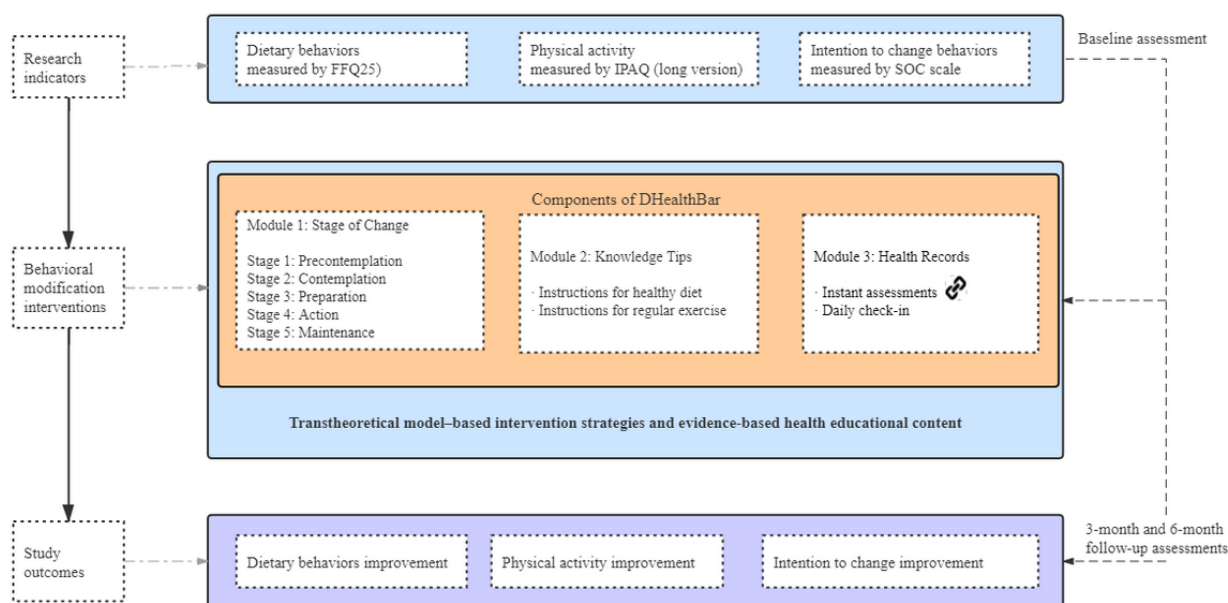 Research
indicators
Dietary behaviors
measured by FFQ25)
Physical activity
measured by IPAQ (long version)
Intention to change behaviors
measured by SOC scale
Baseline assessment
Behavioral
modification
interventions
Components of DHealthBar
Module 1: Stage of Change
Stage 1: Precontemplation
Stage 2: Contemplation
Stage 3: Preparation
Stage 4: Action
Stage 5: Maintenance
Module 2: Knowledge Tips
· Instructions for healthy diet
· Instructions for regular exercise
Module 3: Health Records
· Instant assessments
· Daily check-in
Transtheoretical model–based intervention strategies and evidence-based health educational content
Study
outcomes
Dietary behaviors improvement
Physical activity improvement
Intention to change improvement
3-month and 6-month
follow-up assessments